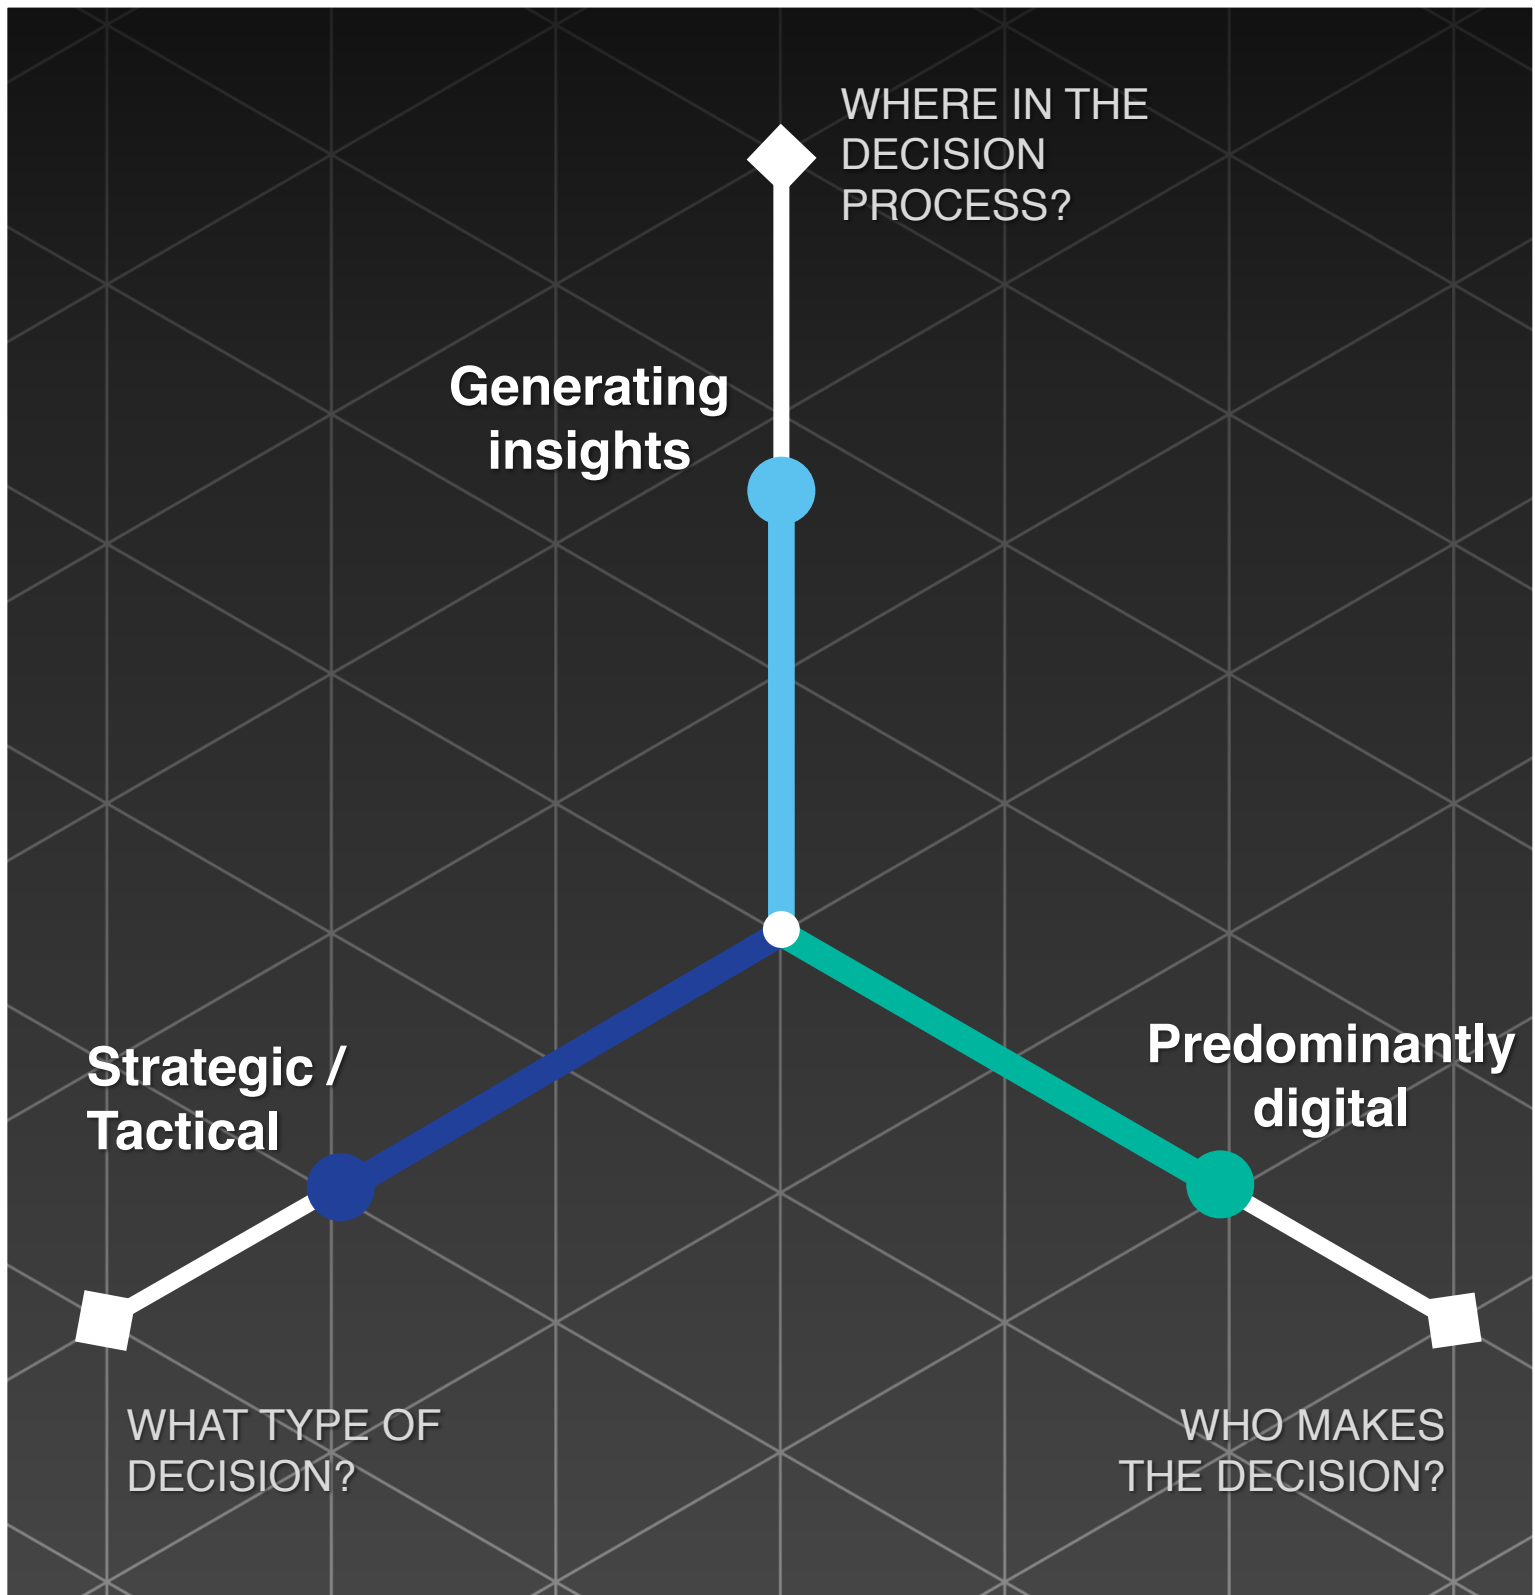 WHERE IN THE
DECISION
PROCESS?
Generating
insights
Strategic /
Tactical
Predominantly
digital
WHAT TYPE OF
DECISION?
WHO MAKES
THE DECISION?